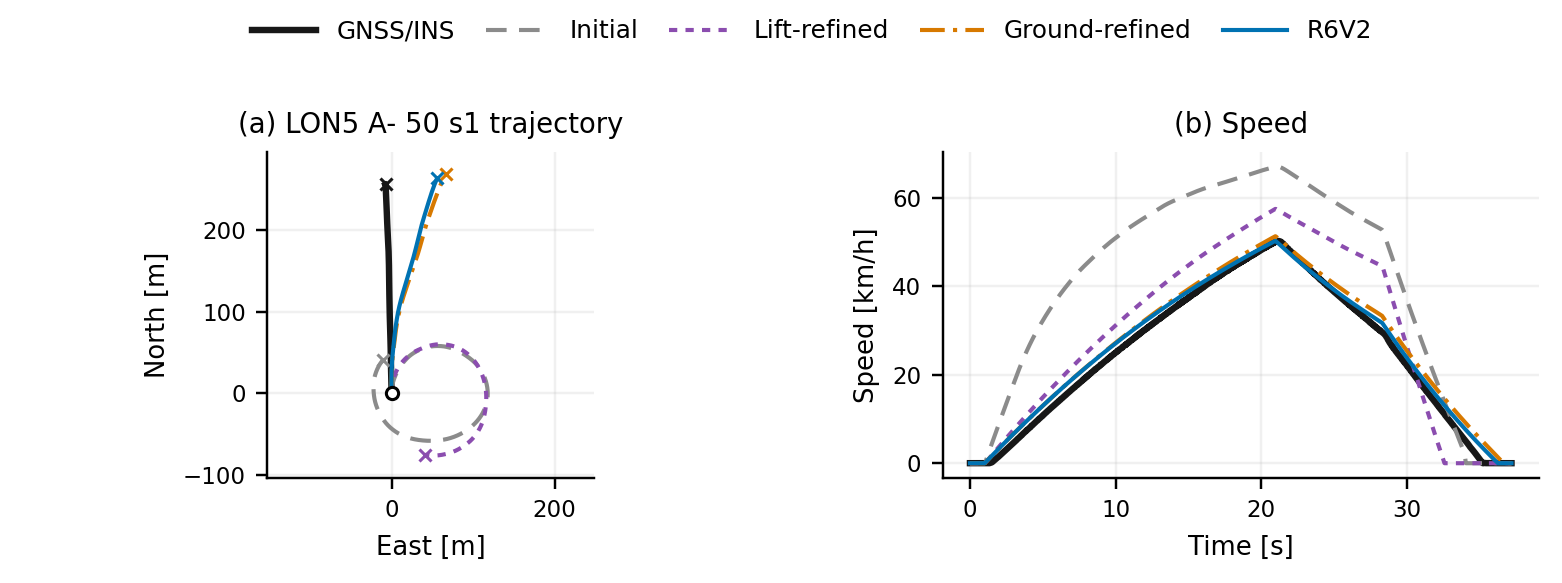 GNSS/INS Initial Lift-refined Ground-refined R6V2
(a) LON5 A- 50 s1 trajectory
North [m]
200
100
0
−100
0 200
East [m]
(b) Speed
Speed [km/h]
60
40
20
0
0 10 20 30
Time [s]